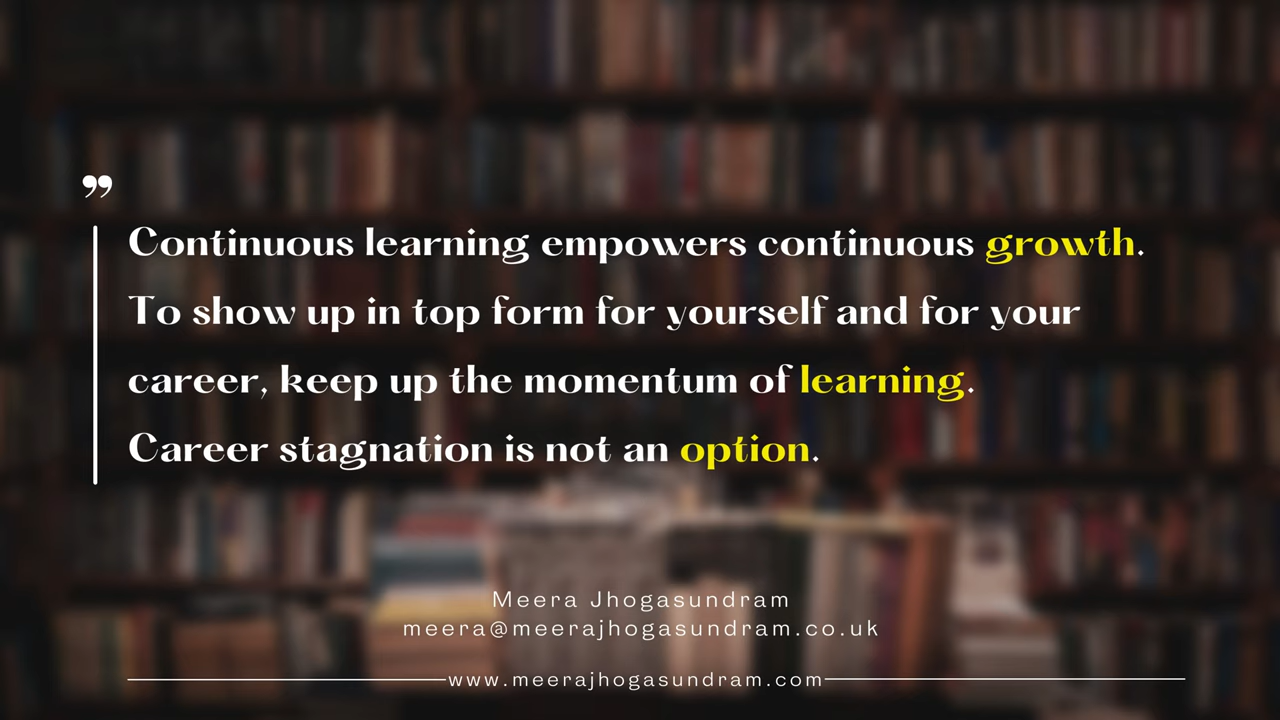 ”
Continuous learning empowers continuous growth.
To show up in top form for yourself and for your
career, keep up the momentum of learning.
Career stagnation is not an option.
Meera Jhogasundram
meera@meerajhogasundram.co.uk
www.meerajhogasundram.com